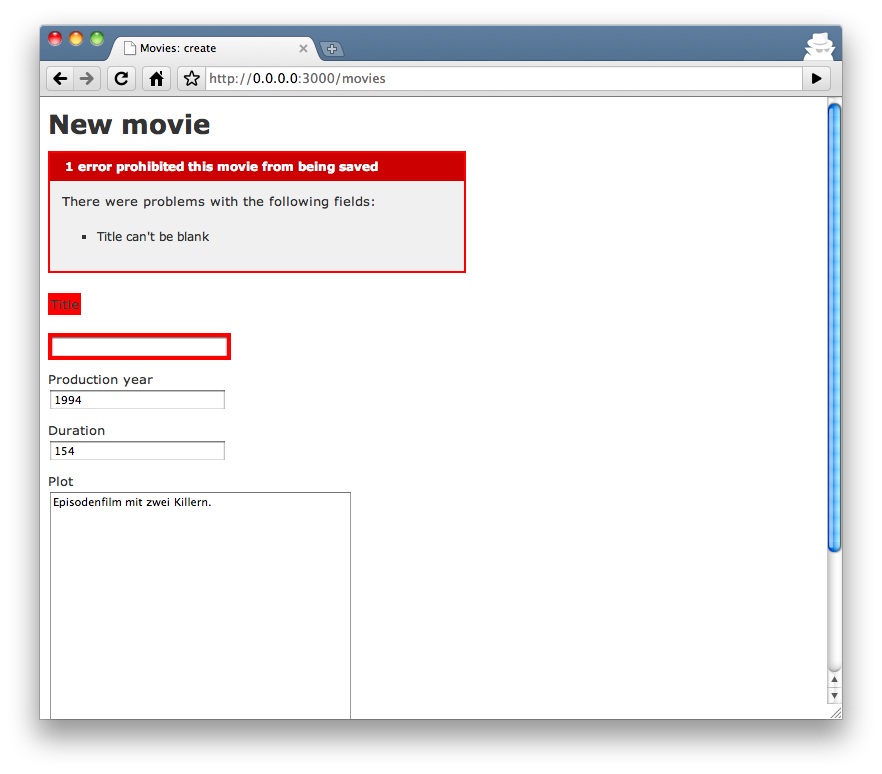 Movies: create
http://0.0.0.0:3000/movies
New movie
1 error prohibited this movie from being saved
There were problems with the following fields:
Title can't be blank
Title
Production year
1994
Duration
154
Plot
Episodenfilm mit zwei Killern.